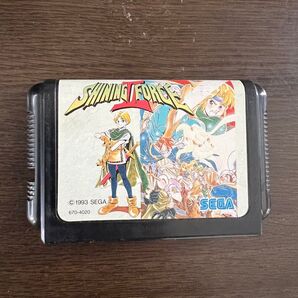 SHINING FORCE
II
© 1993 SEGA
670-4020
SEGA